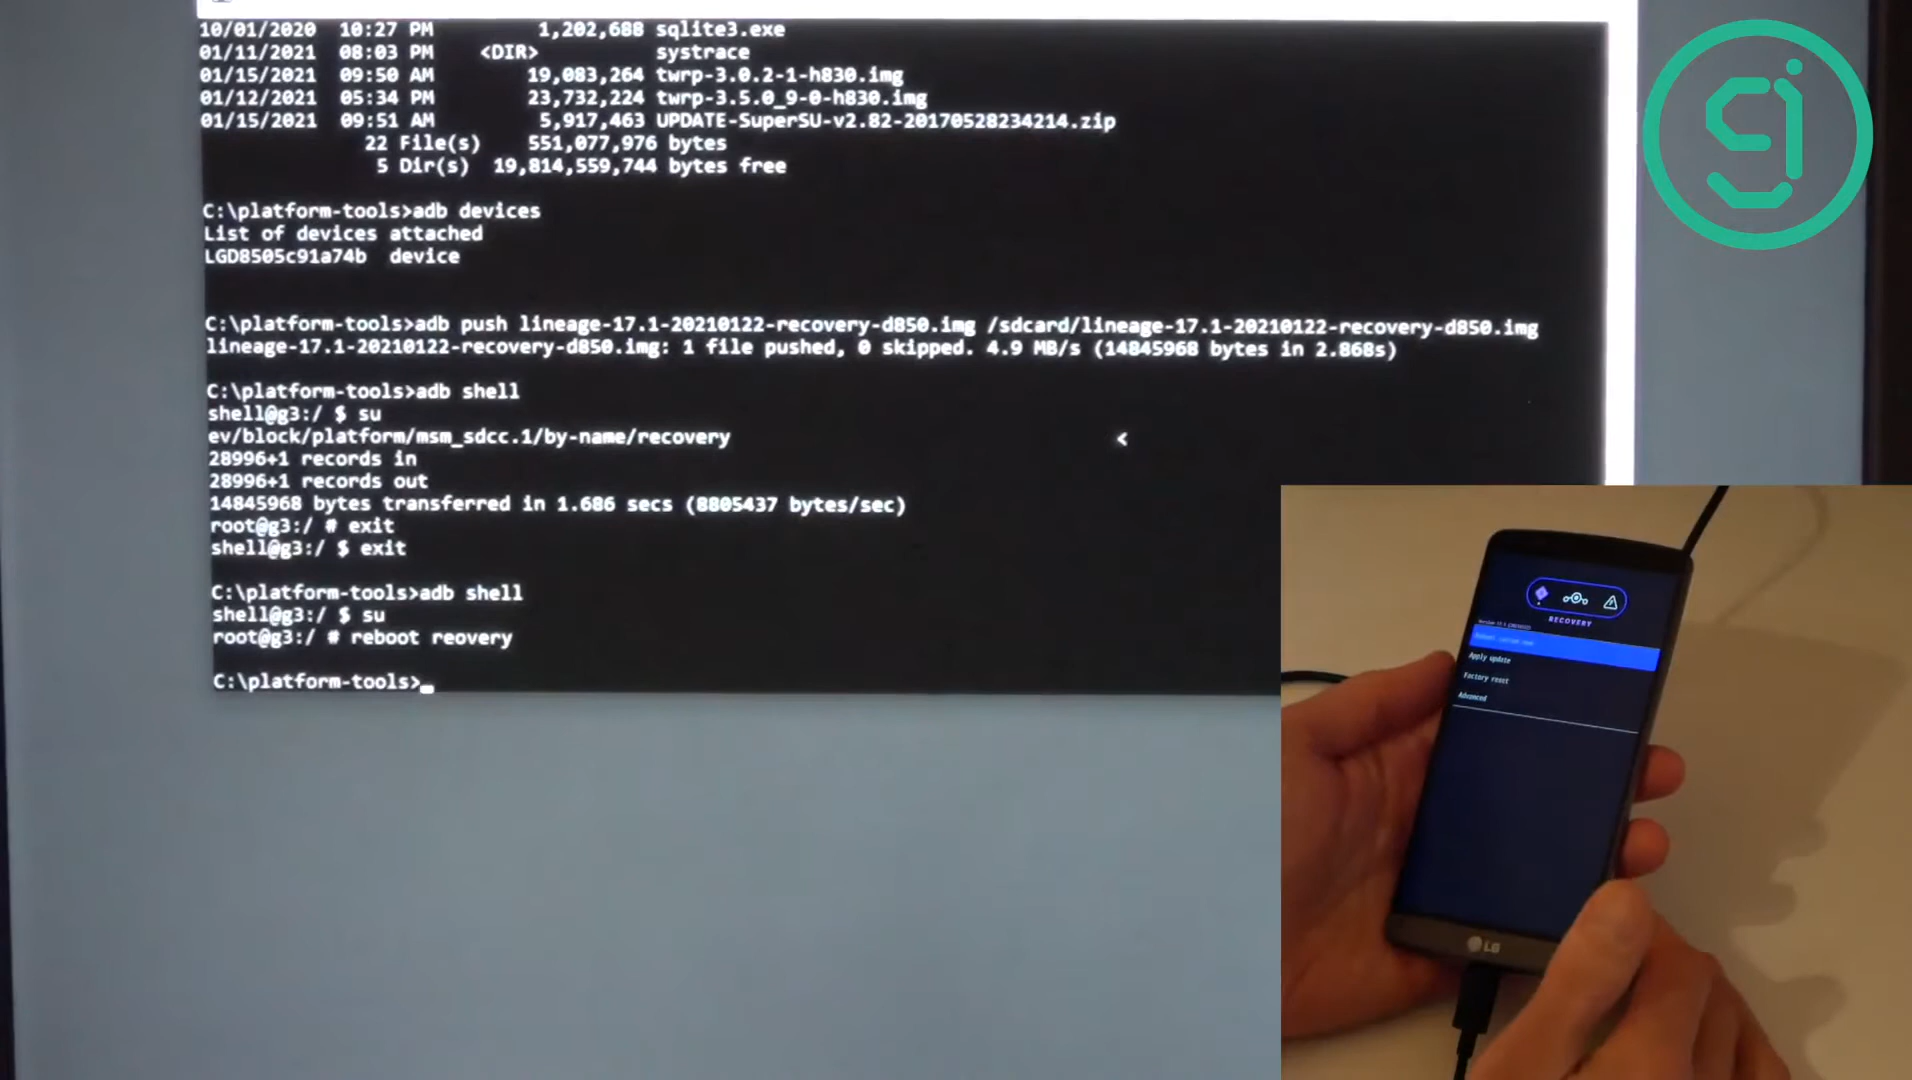 10/01/2020 10:27 PM 1,202,688 sqlite3.exe
01/11/2021 08:03 PM <DIR> systrace
01/15/2021 09:50 AM 19,083,264 twrp-3.0.2-1-h830.img
01/12/2021 05:34 PM 23,732,224 twrp-3.5.0_9-0-h830.img
01/15/2021 09:51 AM 5,917,463 UPDATE-SuperSU-v2.82-20170528234214.zip
22 File(s) 551,077,976 bytes
5 Dir(s) 19,814,559,744 bytes free
C:\platform-tools>adb devices
List of devices attached
LGD8505c91a74b device
C:\platform-tools>adb push lineage-17.1-20210122-recovery-d850.img /sdcard/lineage-17.1-20210122-recovery-d850.img
lineage-17.1-20210122-recovery-d850.img: 1 file pushed, 0 skipped. 4.9 MB/s (14845968 bytes in 2.868s)
C:\platform-tools>adb shell
shell@g3:/ $ su
ev/block/platform/msm_sdcc.1/by-name/recovery <
28996+1 records in
28996+1 records out
14845968 bytes transferred in 1.686 secs (8805437 bytes/sec)
root@g3:/ # exit
shell@g3:/ $ exit
C:\platform-tools>adb shell
shell@g3:/ $ su
root@g3:/ # reboot reovery
C:\platform-tools>_
gj
RECOVERY
Apply update
Factory reset
Advanced
LG